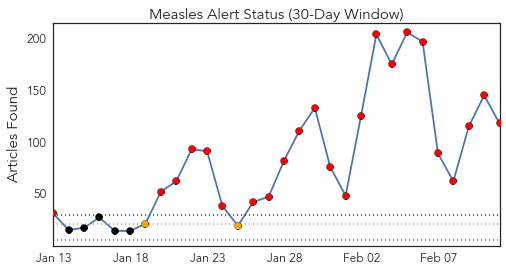 Measles Alert Status (30-Day Window)
Articles Found
200
150
100
50
Jan 13 Jan 18 Jan 23 Jan 28 Feb 02 Feb 07